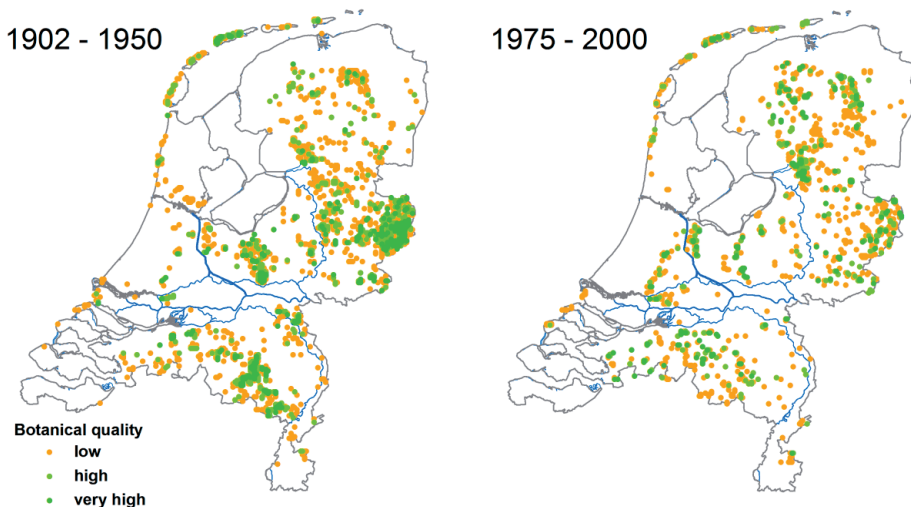 1902 - 1950
1975 - 2000
Botanical quality
low
high
very high